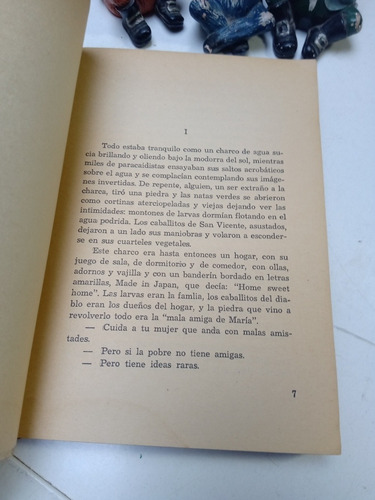 I
Todo estaba tranquilo como un charco de agua su-
cia brillando y oliendo bajo la modurra del sol, mientras
miles de paracaidistas ensayaban sus saltos acrobáticos
sobre el agua y se complacían contemplando sus imáge-
nes invertidas. De repente, alguien, un ser extraño a la
charca, tiró una piedra y las natas verdes se abrieron
como cortinas aterciopeladas y viejas dejando ver las
intimidades: montones de larvas dormían flotando en el
agua podrida. Los caballitos de San Vicente, asustados,
dejaron a un lado sus maniobras y volaron a esconder-
se en sus cuarteles vegetales.
Este charco era hasta entonces un hogar, con su
juego de sala, de dormitorio y de comedor, con ollas,
adornos y vajilla y con un banderín bordado en letras
amarillas, Made in Japan, que decía: "Home sweet
home". Las larvas eran la familia, los caballitos del dia-
blo eran los dueños del hogar, y la piedra que vino a
revolverlo todo era la "mala amiga de María".
— Cuida a tu mujer que anda con malas amis-
tades.
— Pero si la pobre no tiene amigas.
— Pero tiene ideas raras.
7